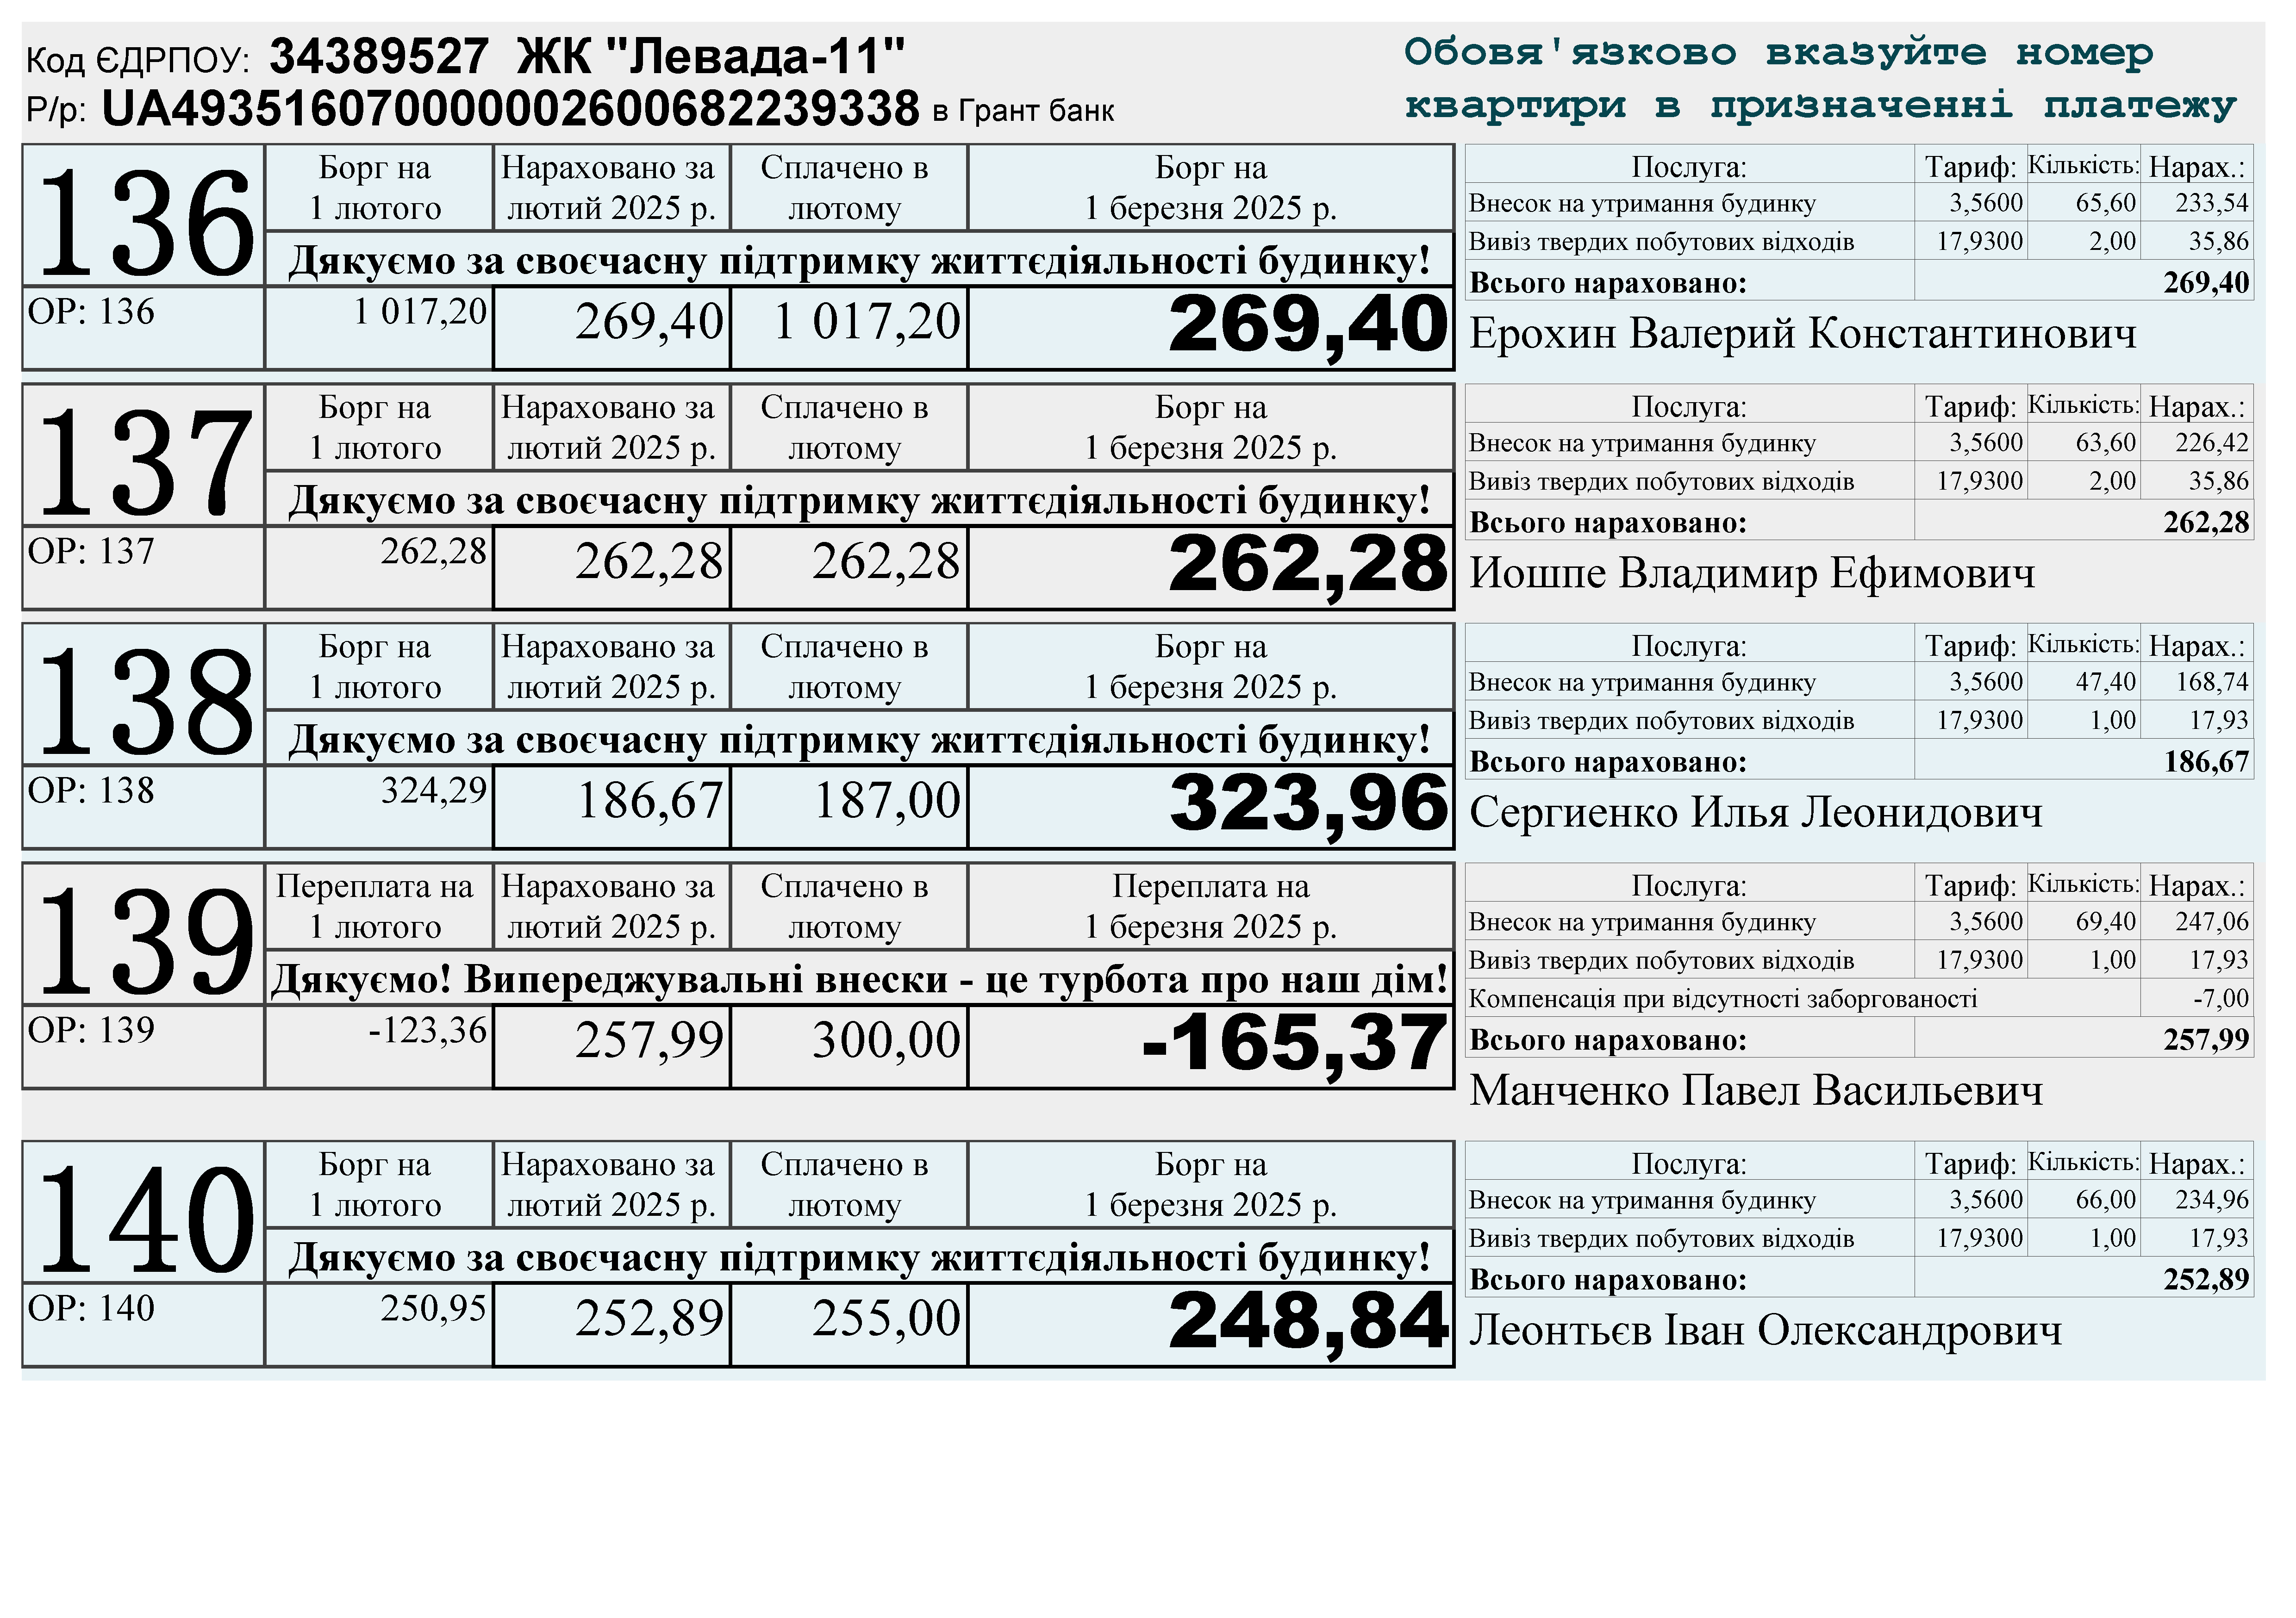 Код ЄДРПОУ: 34389527 ЖК "Левада-11"
Р/р: UA493516070000002600682239338 в Грант банк
Обовя'язково вказуйте номер
квартири в призначенні платежу
136 Борг на 1 лютого Нараховано за лютий 2025 р. Сплачено в лютому Борг на 1 березня 2025 р.
Дякуємо за своєчасну підтримку життєдіяльності будинку!
ОР: 136 1 017,20 269,40 1 017,20 269,40
Послуга: Тариф: Кількість: Нарах.:
Внесок на утримання будинку 3,5600 65,60 233,54
Вивіз твердих побутових відходів 17,9300 2,00 35,86
Всього нараховано: 269,40
Ерохин Валерий Константинович
137 Борг на 1 лютого Нараховано за лютий 2025 р. Сплачено в лютому Борг на 1 березня 2025 р.
Дякуємо за своєчасну підтримку життєдіяльності будинку!
ОР: 137 262,28 262,28 262,28 262,28
Послуга: Тариф: Кількість: Нарах.:
Внесок на утримання будинку 3,5600 63,60 226,42
Вивіз твердих побутових відходів 17,9300 2,00 35,86
Всього нараховано: 262,28
Иошпе Владимир Ефимович
138 Борг на 1 лютого Нараховано за лютий 2025 р. Сплачено в лютому Борг на 1 березня 2025 р.
Дякуємо за своєчасну підтримку життєдіяльності будинку!
ОР: 138 324,29 186,67 187,00 323,96
Послуга: Тариф: Кількість: Нарах.:
Внесок на утримання будинку 3,5600 47,40 168,74
Вивіз твердих побутових відходів 17,9300 1,00 17,93
Всього нараховано: 186,67
Сергиенко Илья Леонидович
139 Переплата на 1 лютого Нараховано за лютий 2025 р. Сплачено в лютому Переплата на 1 березня 2025 р.
Дякуємо! Випереджувальні внески - це турбота про наш дім!
ОР: 139 -123,36 257,99 300,00 -165,37
Послуга: Тариф: Кількість: Нарах.:
Внесок на утримання будинку 3,5600 69,40 247,06
Вивіз твердих побутових відходів 17,9300 1,00 17,93
Компенсація при відсутності заборгованості -7,00
Всього нараховано: 257,99
Манченко Павел Васильевич
140 Борг на 1 лютого Нараховано за лютий 2025 р. Сплачено в лютому Борг на 1 березня 2025 р.
Дякуємо за своєчасну підтримку життєдіяльності будинку!
ОР: 140 250,95 252,89 255,00 248,84
Послуга: Тариф: Кількість: Нарах.:
Внесок на утримання будинку 3,5600 66,00 234,96
Вивіз твердих побутових відходів 17,9300 1,00 17,93
Всього нараховано: 252,89
Леонтьєв Іван Олександрович